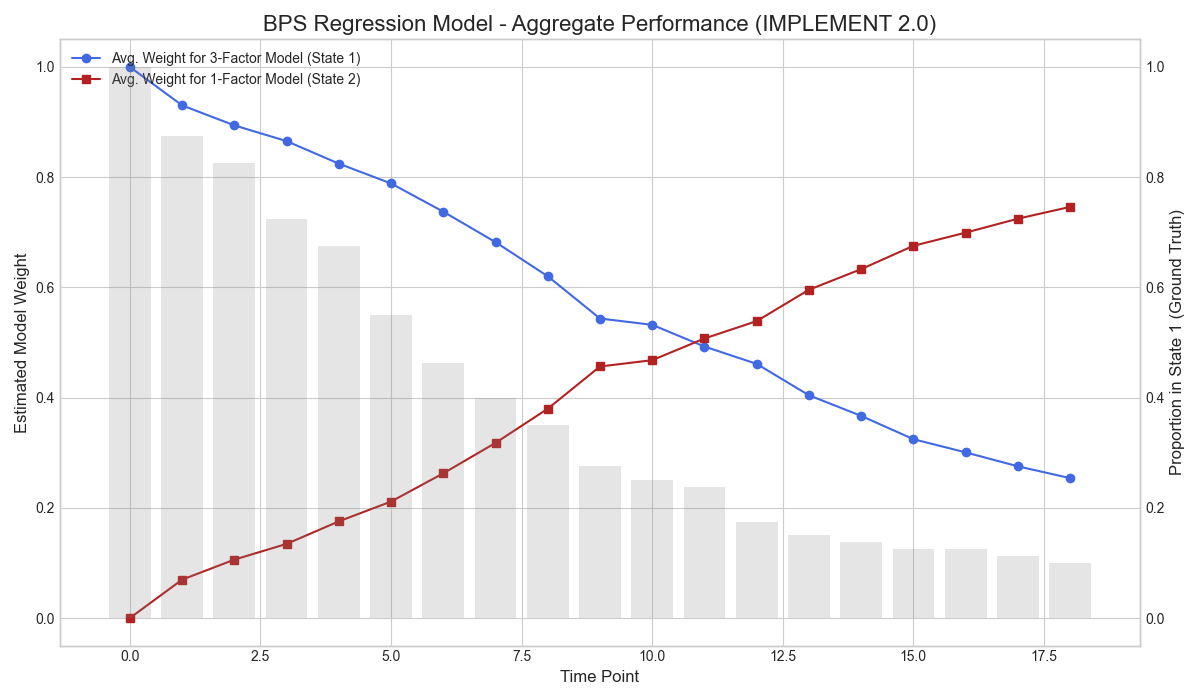 BPS Regression Model - Aggregate Performance (IMPLEMENT 2.0)
Avg. Weight for 3-Factor Model (State 1)
Avg. Weight for 1-Factor Model (State 2)
Estimated Model Weight
1.0
0.8
0.6
0.4
0.2
0.0
1.0
0.8
0.6
0.4
0.2
0.0
Proportion in State 1 (Ground Truth)
0.0 2.5 5.0 7.5 10.0 12.5 15.0 17.5
Time Point